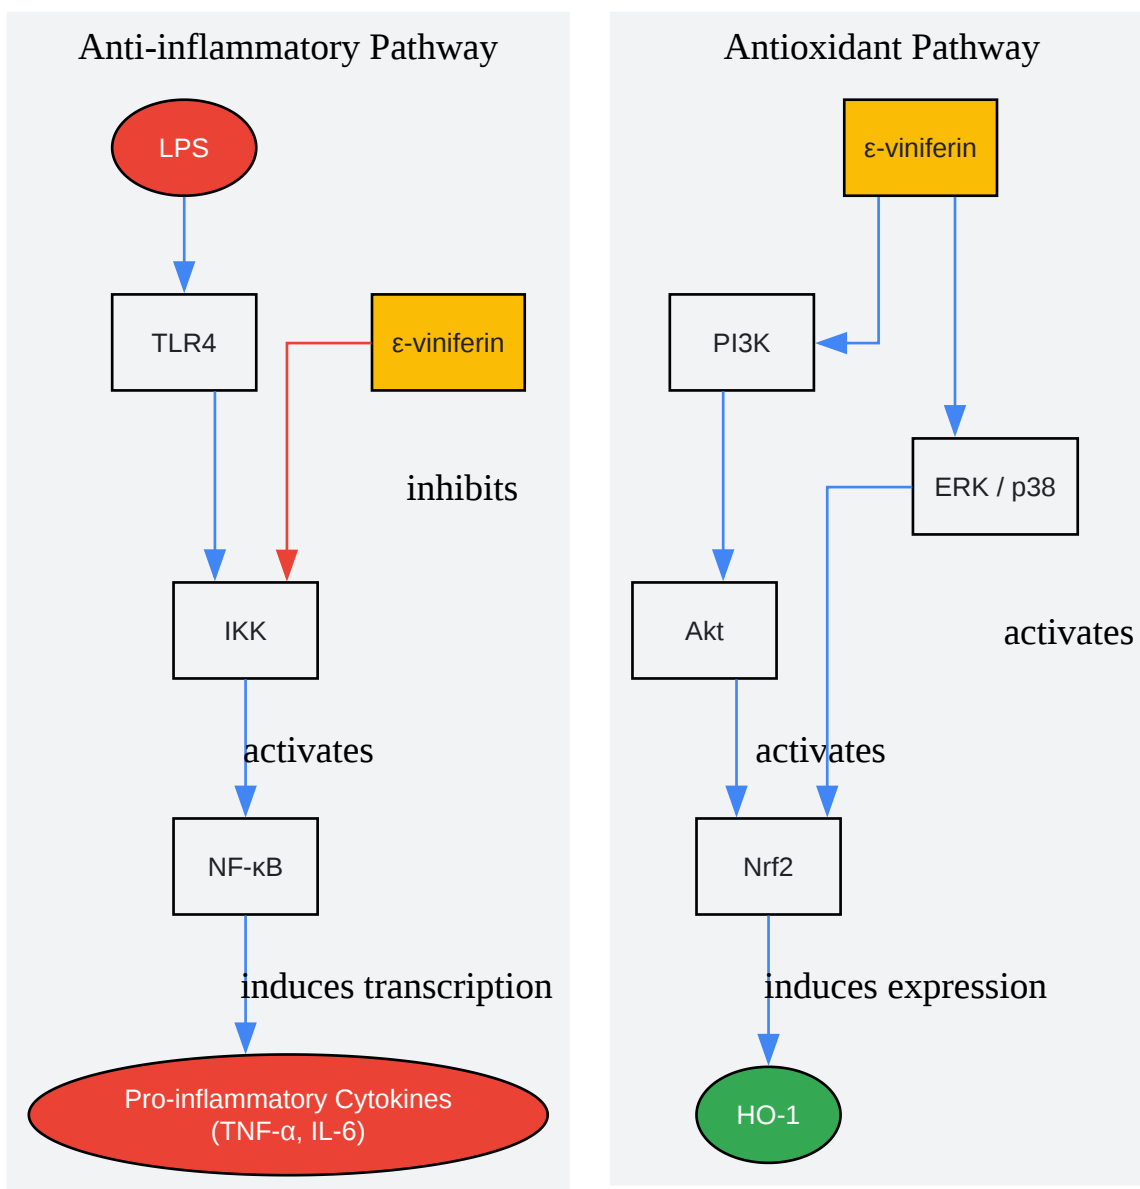 Anti-inflammatory Pathway
LPS
TLR4
ε-viniferin
inhibits
IKK
activates
NF-κB
induces transcription
Pro-inflammatory Cytokines
(TNF-α, IL-6)
Antioxidant Pathway
ε-viniferin
PI3K
ERK / p38
Akt
activates
activates
Nrf2
induces expression
HO-1